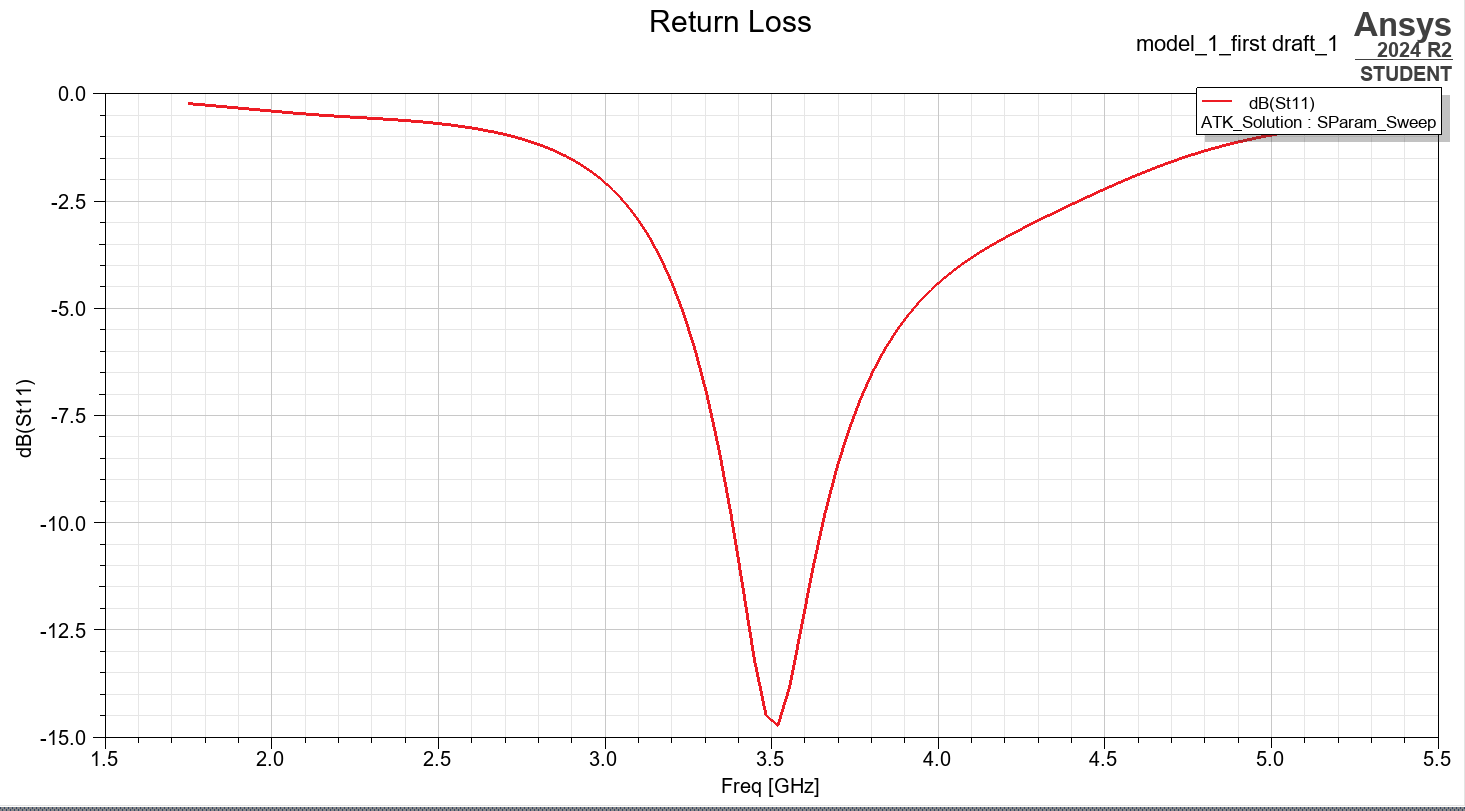 Return Loss
model_1_first draft_1
Ansys
2024 R2
STUDENT
dB(St11)
ATK_Solution : SParam_Sweep
0.0
-2.5
-5.0
-7.5
-10.0
-12.5
-15.0
dB(St11)
1.5 2.0 2.5 3.0 3.5 4.0 4.5 5.0 5.5
Freq [GHz]